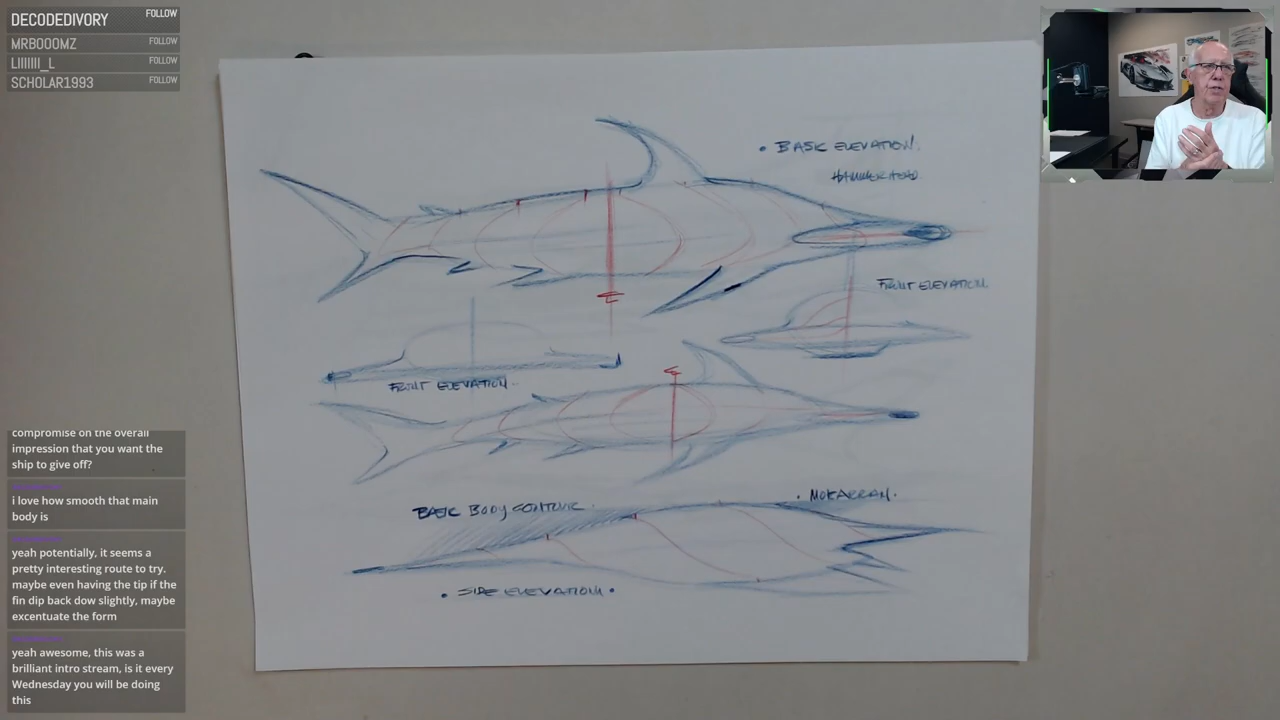 DECODEDIVORY FOLLOW
MRBOOOMZ FOLLOW
LIIIIIII_L FOLLOW
SCHOLAR1993 FOLLOW
• BASIC ELEVATION.
HAMMERHEAD
FRONT ELEVATION
FRONT ELEVATION.
BASIC BODY CONTOUR.
• MOKARRAN.
• SIDE ELEVATION •
compromise on the overall
impression that you want the
ship to give off?
i love how smooth that main
body is
yeah potentially, it seems a
pretty interesting route to try.
maybe even having the tip if the
fin dip back dow slightly, maybe
excentuate the form
yeah awesome, this was a
brilliant intro stream, is it every
Wednesday you will be doing
this